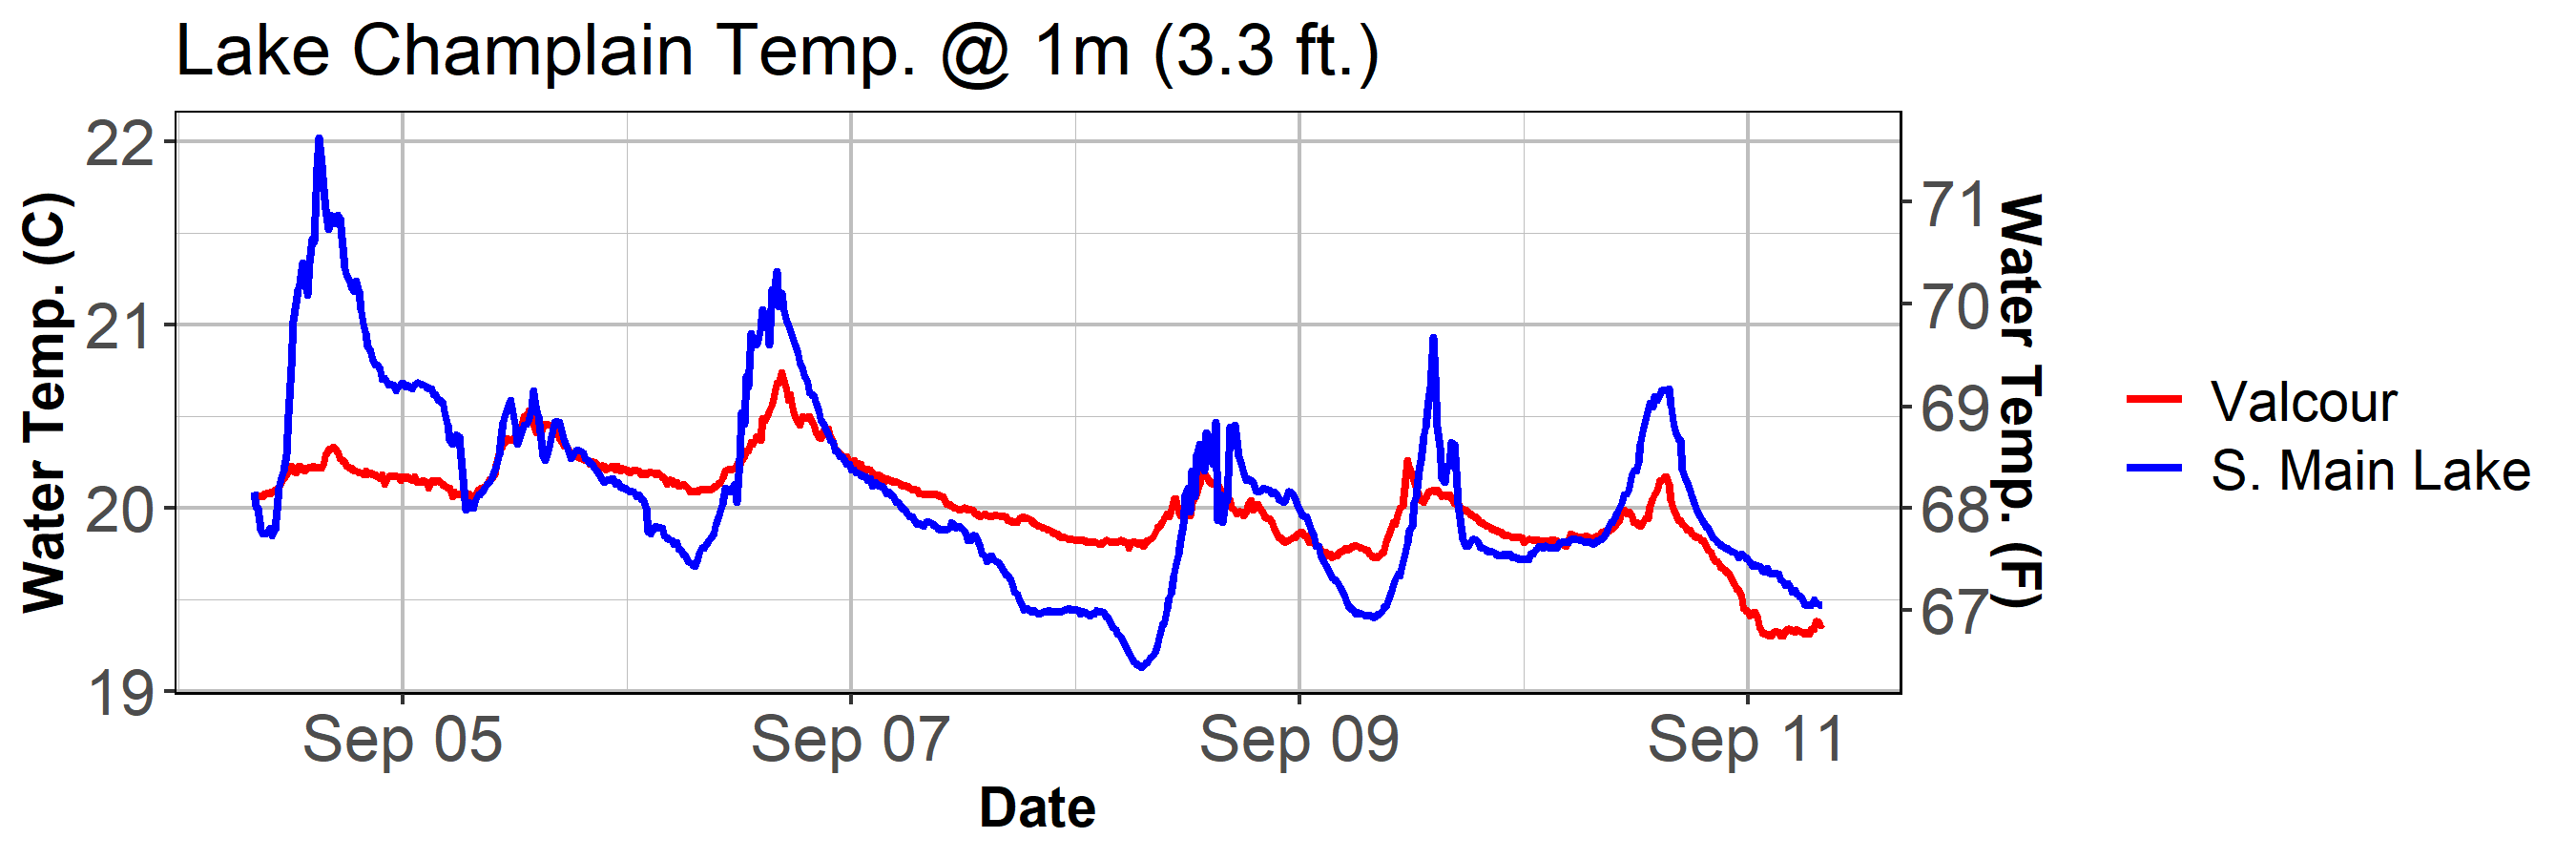 Lake Champlain Temp. @ 1m (3.3 ft.)
Water Temp. (C)
22
21
20
19
71
70
69
68
67
Water Temp. (F)
Sep 05
Sep 07
Sep 09
Sep 11
Date
Valcour
S. Main Lake